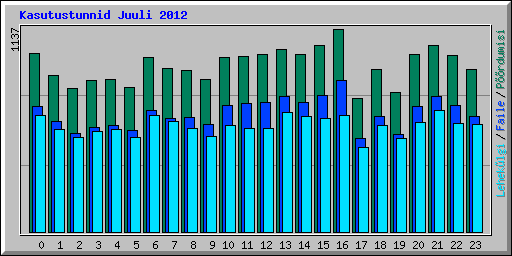 Kasutustunnid Juuli 2012
1137
Lehekülgi / Faile / Pöördumisi
0 1 2 3 4 5 6 7 8 9 10 11 12 13 14 15 16 17 18 19 20 21 22 23